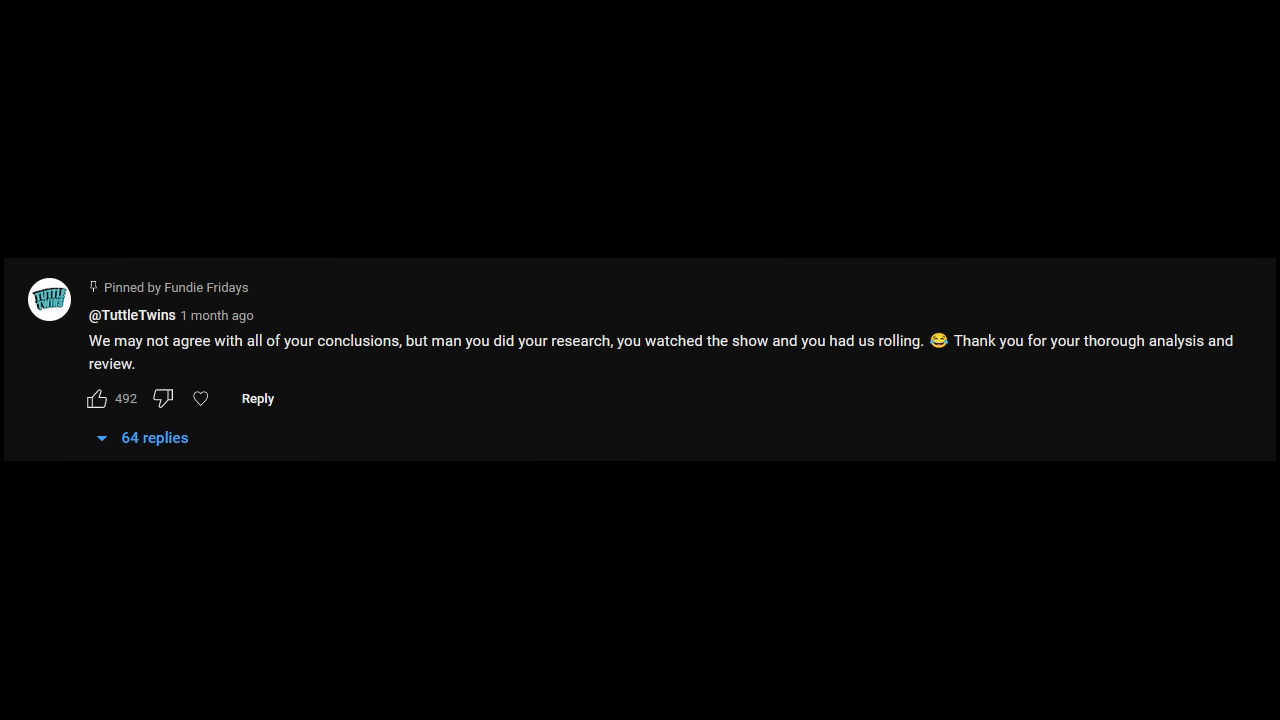 TUTTLE
TWINS
Pinned by Fundie Fridays
@TuttleTwins 1 month ago
We may not agree with all of your conclusions, but man you did your research, you watched the show and you had us rolling. 😂 Thank you for your thorough analysis and
review.
492
Reply
64 replies